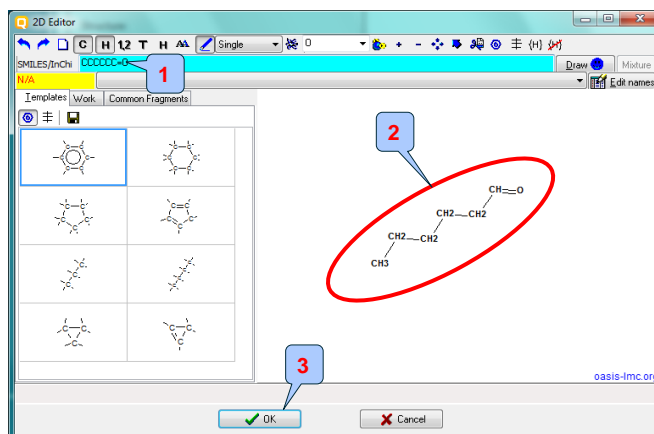 2D Editor
C H 1,2 T H AA Single 0 + - {H} {H}
SMILES/InChi CCCCCC=O Draw Mixture
N/A Edit names
Templates Work Common Fragments
1
2
CH=O
CH2 CH2
CH2 CH2
CH3
3
oasis-lmc.or
OK Cancel